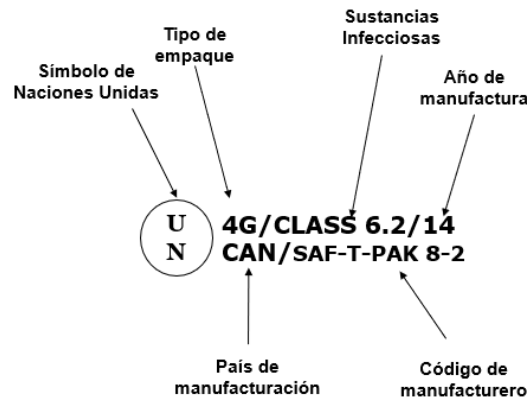 Sustancias
Infecciosas
Tipo de
empaque
Símbolo de
Naciones Unidas
Año de
manufactura
U
N
4G/CLASS 6.2/14
CAN/SAF-T-PAK 8-2
País de
manufacturación
Código de
manufacturero